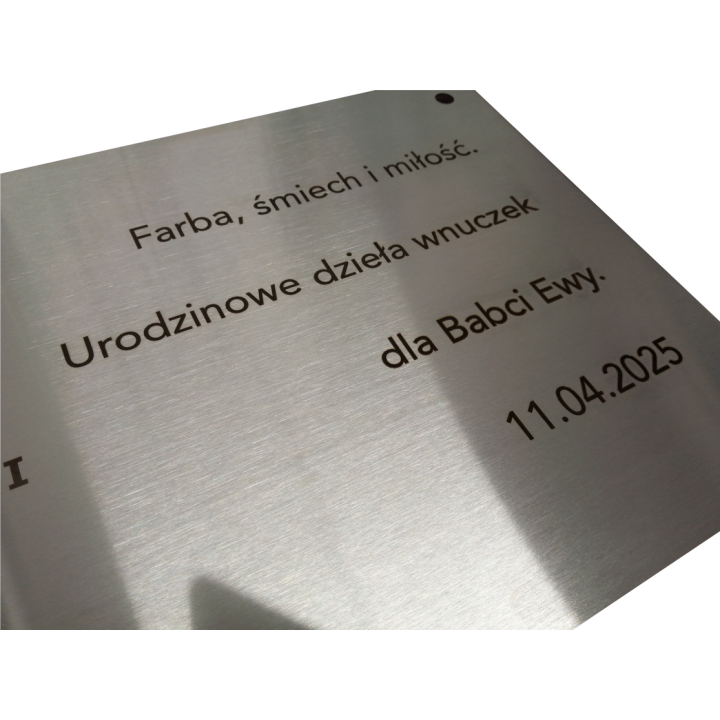 Farba, śmiech i miłość.
Urodzinowe dzieła wnuczek
dla Babci Ewy.
11.04.2025
I